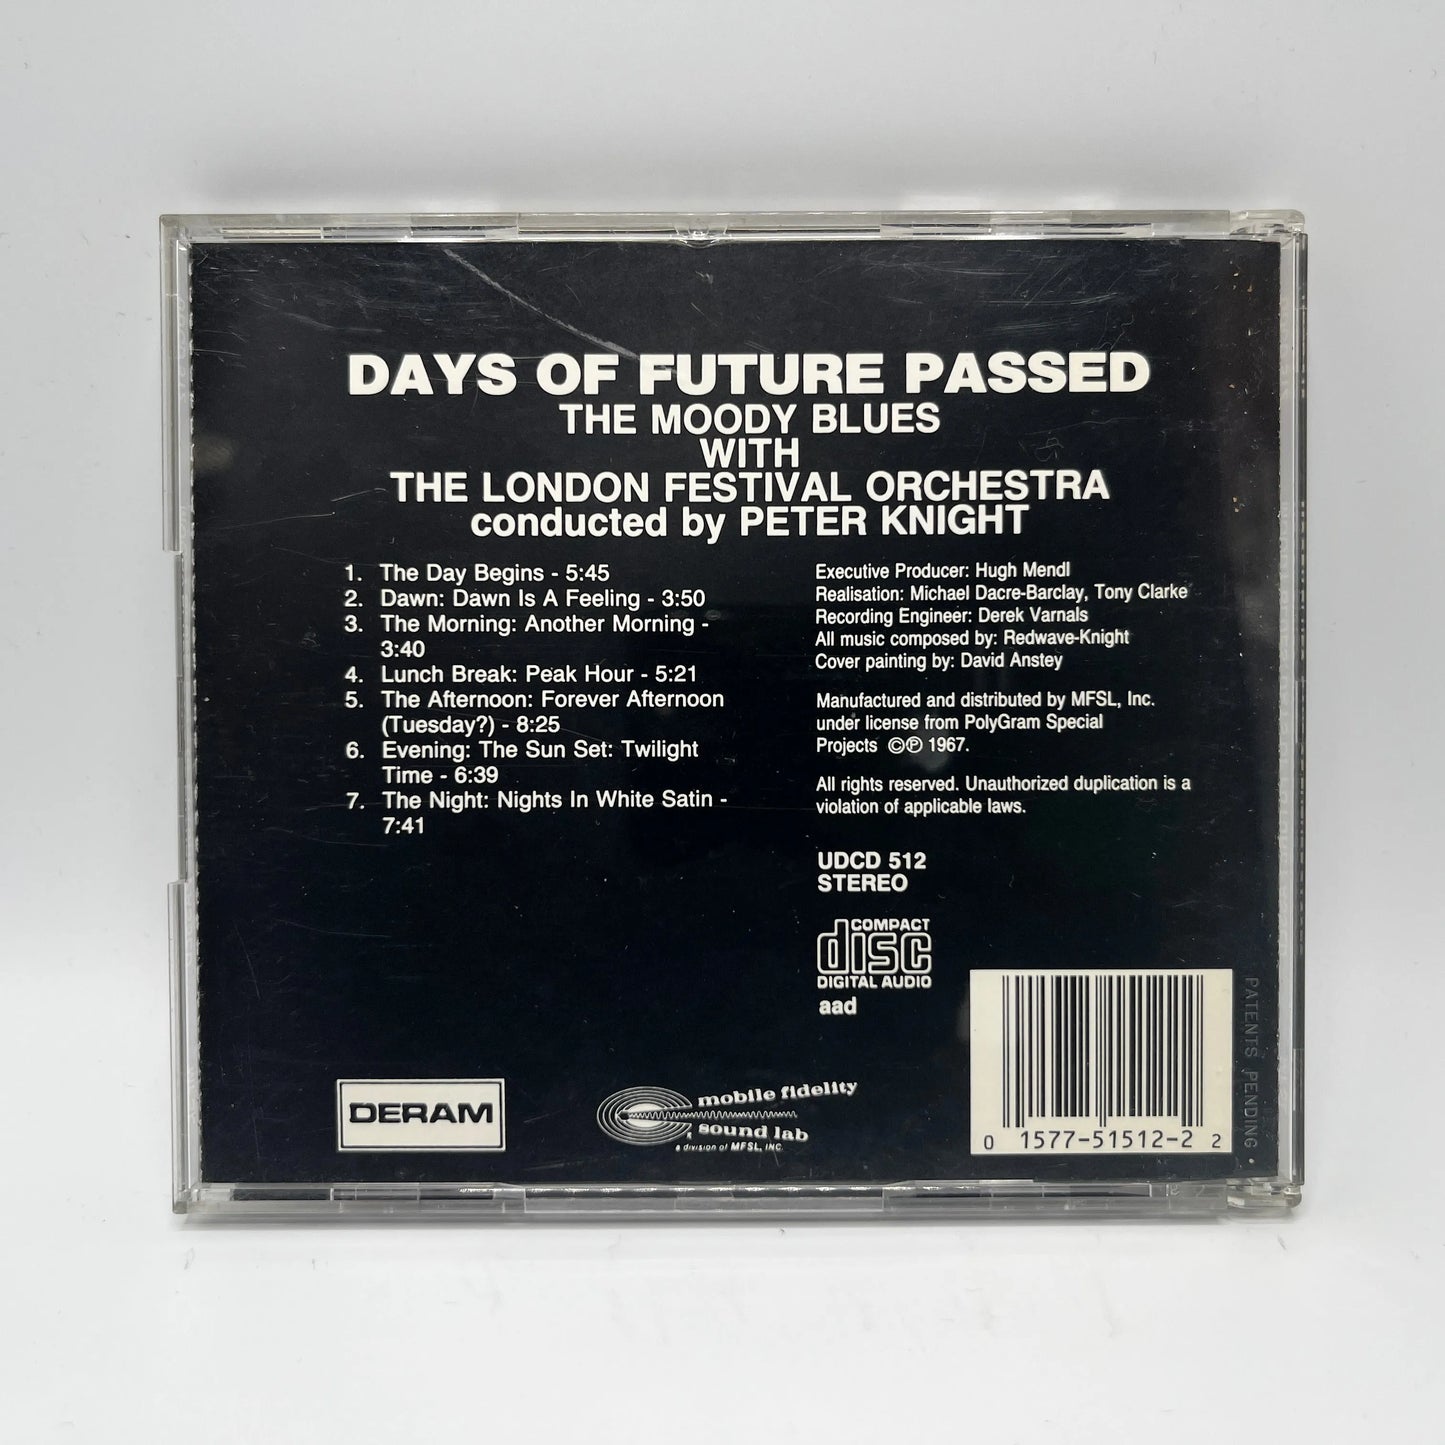 DAYS OF FUTURE PASSED
THE MOODY BLUES
WITH
THE LONDON FESTIVAL ORCHESTRA
conducted by PETER KNIGHT
1. The Day Begins - 5:45
2. Dawn: Dawn Is A Feeling - 3:50
3. The Morning: Another Morning -
3:40
4. Lunch Break: Peak Hour - 5:21
5. The Afternoon: Forever Afternoon
(Tuesday?) - 8:25
6. Evening: The Sun Set: Twilight
Time - 6:39
7. The Night: Nights In White Satin -
7:41
Executive Producer: Hugh Mendl
Realisation: Michael Dacre-Barclay, Tony Clarke
Recording Engineer: Derek Varnals
All music composed by: Redwave-Knight
Cover painting by: David Anstey
Manufactured and distributed by MFSL, Inc.
under license from PolyGram Special
Projects ©℗ 1967.
All rights reserved. Unauthorized duplication is a
violation of applicable laws.
UDCD 512
STEREO
COMPACT
disc
DIGITAL AUDIO
aad
DERAM
mobile fidelity
sound lab
a division of MFSL, INC.
0 1577-51512-2 2
PATENTS PENDING